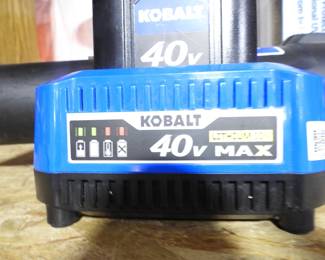 KOBALT
40V
KOBALT
LITHIUM ION
40V MAX